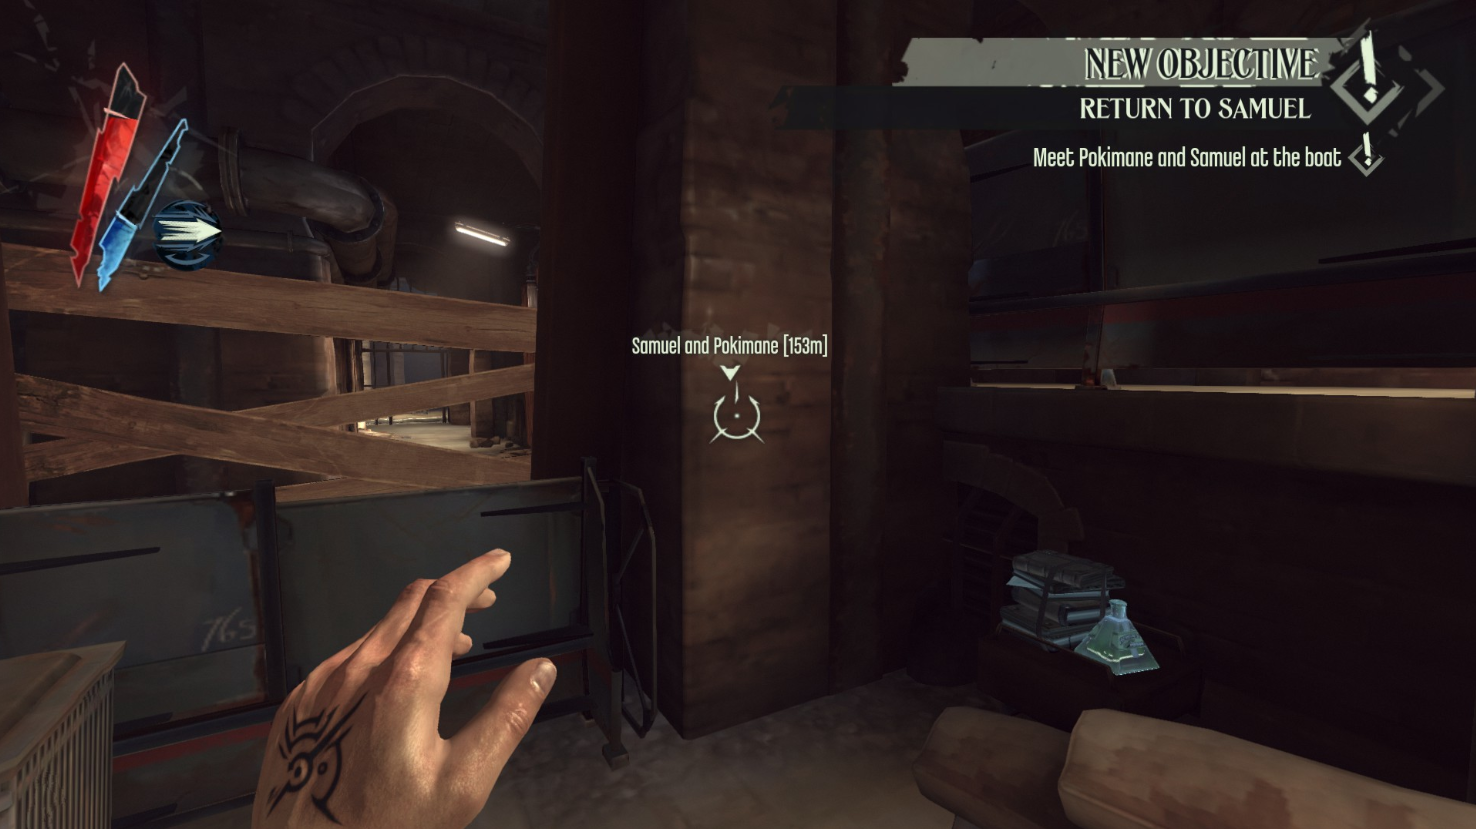 NEW OBJECTIVE
RETURN TO SAMUEL
Meet Pokimane and Samuel at the boat
Samuel and Pokimane [153m]